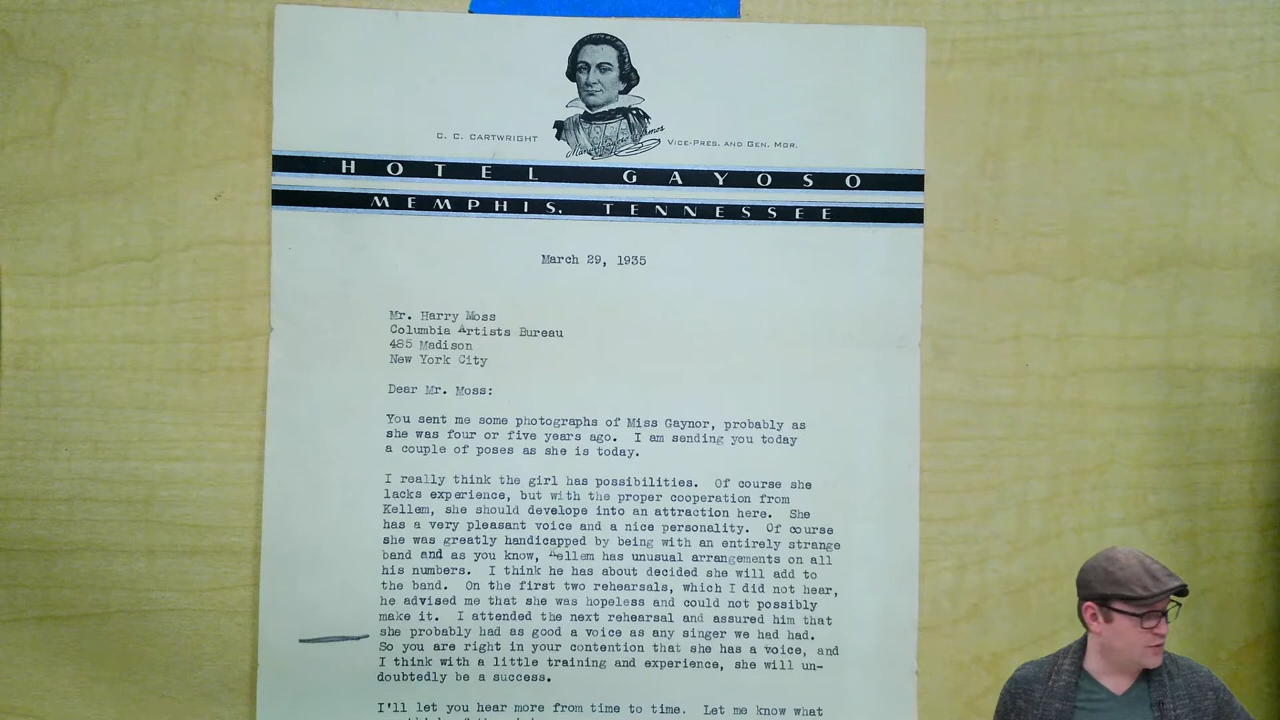 C. C. CARTWRIGHT
VICE-PRES. AND GEN. MGR.
HOTEL GAYOSO
MEMPHIS, TENNESSEE
March 29, 1935
Mr. Harry Moss
Columbia Artists Bureau
485 Madison
New York City
Dear Mr. Moss:
You sent me some photographs of Miss Gaynor, probably as
she was four or five years ago. I am sending you today
a couple of poses as she is today.
I really think the girl has possibilities. Of course she
lacks experience, but with the proper cooperation from
Kellem, she should develope into an attraction here. She
has a very pleasant voice and a nice personality. Of course
she was greatly handicapped by being with an entirely strange
band and as you know, Kellem has unusual arrangements on all
his numbers. I think he has about decided she will add to
the band. On the first two rehearsals, which I did not hear,
he advised me that she was hopeless and could not possibly
make it. I attended the next rehearsal and assured him that
she probably had as good a voice as any singer we had had.
So you are right in your contention that she has a voice, and
I think with a little training and experience, she will un-
doubtedly be a success.
I'll let you hear more from time to time. Let me know what